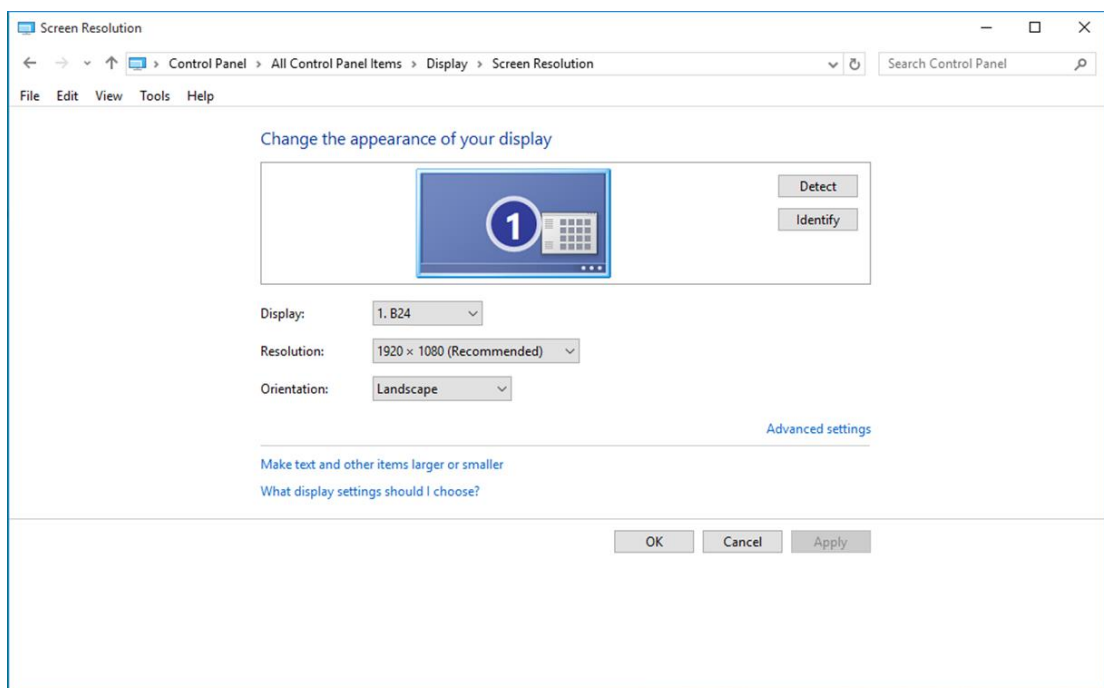 Screen Resolution
Control Panel › All Control Panel Items › Display › Screen Resolution
Search Control Panel
File Edit View Tools Help
Change the appearance of your display
1
Detect
Identify
Display: 1. B24
Resolution: 1920 × 1080 (Recommended)
Orientation: Landscape
Advanced settings
Make text and other items larger or smaller
What display settings should I choose?
OK Cancel Apply